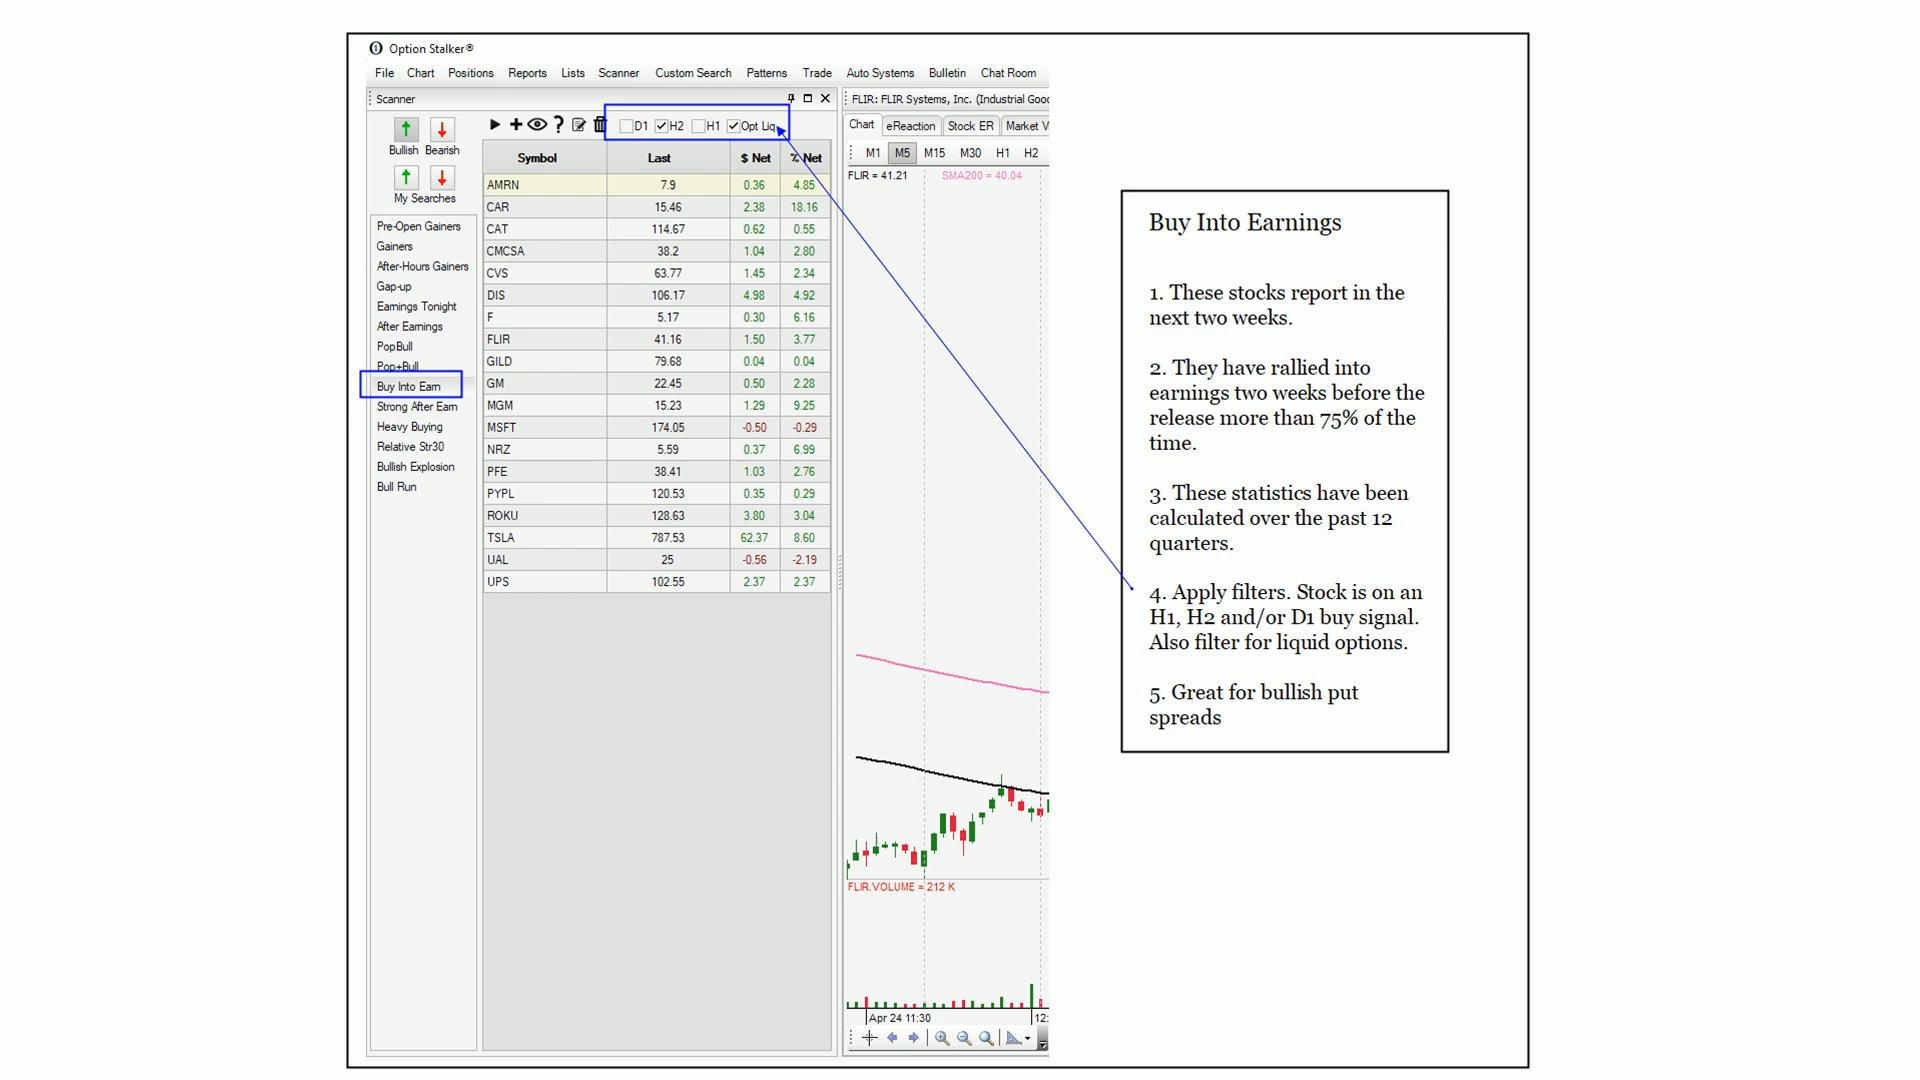 Option Stalker®
File Chart Positions Reports Lists Scanner Custom Search Patterns Trade Auto Systems Bulletin Chat Room
Scanner
Bullish Bearish
My Searches
Pre-Open Gainers
Gainers
After-Hours Gainers
Gap-up
Earnings Tonight
After Earnings
PopBull
Pop+Bull
Buy Into Earn
Strong After Earn
Heavy Buying
Relative Str30
Bullish Explosion
Bull Run
D1 H2 H1 Opt Liq
Symbol Last $ Net % Net
AMRN 7.9 0.36 4.85
CAR 15.46 2.38 18.16
CAT 114.67 0.62 0.55
CMCSA 38.2 1.04 2.80
CVS 63.77 1.45 2.34
DIS 106.17 4.98 4.92
F 5.17 0.30 6.16
FLIR 41.16 1.50 3.77
GILD 79.68 0.04 0.04
GM 22.45 0.50 2.28
MGM 15.23 1.29 9.25
MSFT 174.05 -0.50 -0.29
NRZ 5.59 0.37 6.99
PFE 38.41 1.03 2.76
PYPL 120.53 0.35 0.29
ROKU 128.63 3.80 3.04
TSLA 787.53 62.37 8.60
UAL 25 -0.56 -2.19
UPS 102.55 2.37 2.37
FLIR: FLIR Systems, Inc. (Industrial Goo
Chart eReaction Stock ER Market V
M1 M5 M15 M30 H1 H2
FLIR = 41.21 SMA200 = 40.04
FLIR.VOLUME = 212 K
Apr 24 11:30 12:
Buy Into Earnings
1. These stocks report in the
next two weeks.
2. They have rallied into
earnings two weeks before the
release more than 75% of the
time.
3. These statistics have been
calculated over the past 12
quarters.
4. Apply filters. Stock is on an
H1, H2 and/or D1 buy signal.
Also filter for liquid options.
5. Great for bullish put
spreads